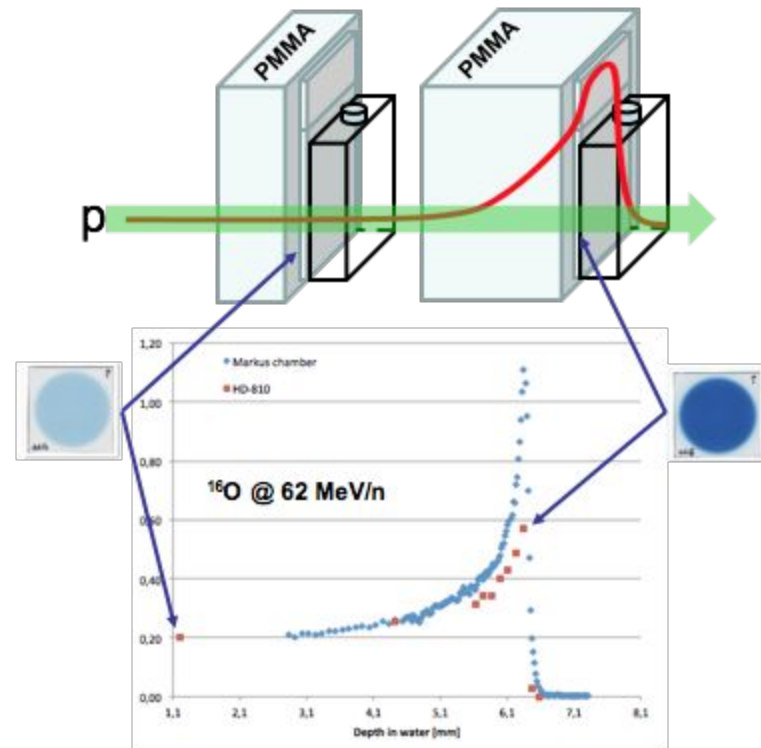 PMMA
PMMA
p
1,20
1,00
0,80
0,60
0,40
0,20
0,00
Markus chamber
HD-810
¹⁶O @ 62 MeV/n
1,1
2,1
3,1
4,1
5,1
6,1
7,1
8,1
Depth in water [mm]